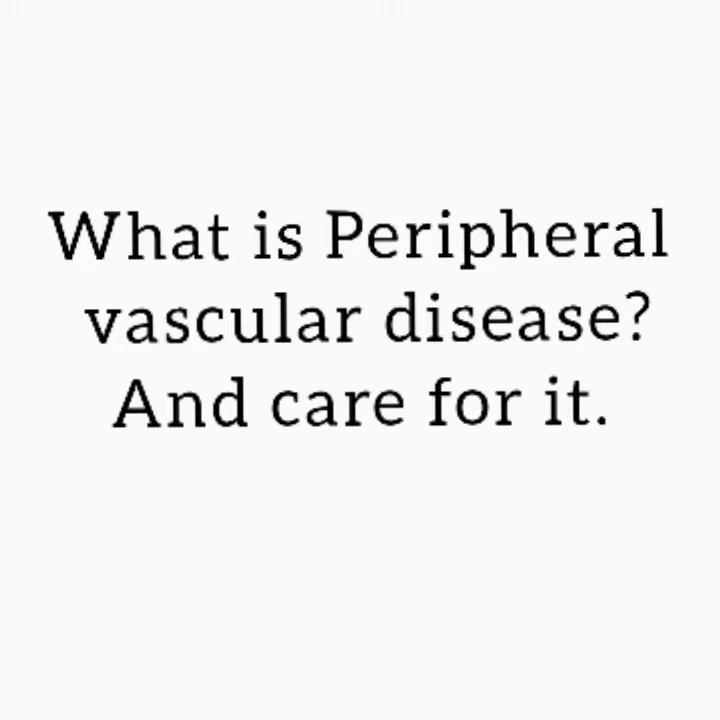 What is Peripheral
vascular disease?
And care for it.